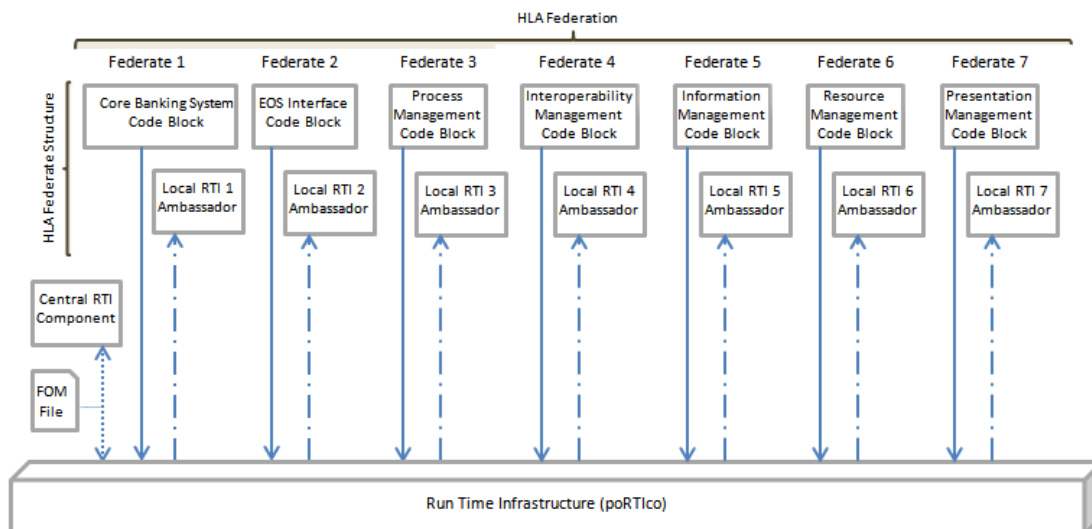 HLA Federation
Federate 1
Federate 2
Federate 3
Federate 4
Federate 5
Federate 6
Federate 7
HLA Federate Structure
Core Banking System
Code Block
EOS Interface
Code Block
Process
Management
Code Block
Interoperability
Management
Code Block
Information
Management
Code Block
Resource
Management
Code Block
Presentation
Management
Code Block
Local RTI 1
Ambassador
Local RTI 2
Ambassador
Local RTI 3
Ambassador
Local RTI 4
Ambassador
Local RTI 5
Ambassador
Local RTI 6
Ambassador
Local RTI 7
Ambassador
Central RTI
Component
FOM
File
Run Time Infrastructure (poRTIco)